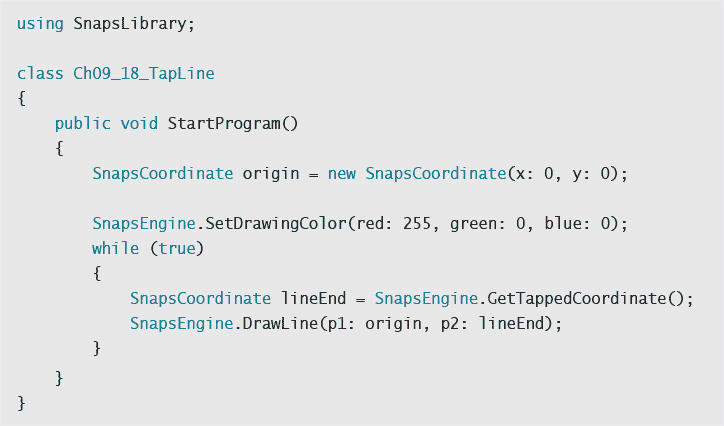 using SnapsLibrary;
class Ch09_18_TapLine
{
public void StartProgram()
{
SnapsCoordinate origin = new SnapsCoordinate(x: 0, y: 0);
SnapsEngine.SetDrawingColor(red: 255, green: 0, blue: 0);
while (true)
{
SnapsCoordinate lineEnd = SnapsEngine.GetTappedCoordinate();
SnapsEngine.DrawLine(p1: origin, p2: lineEnd);
}
}
}